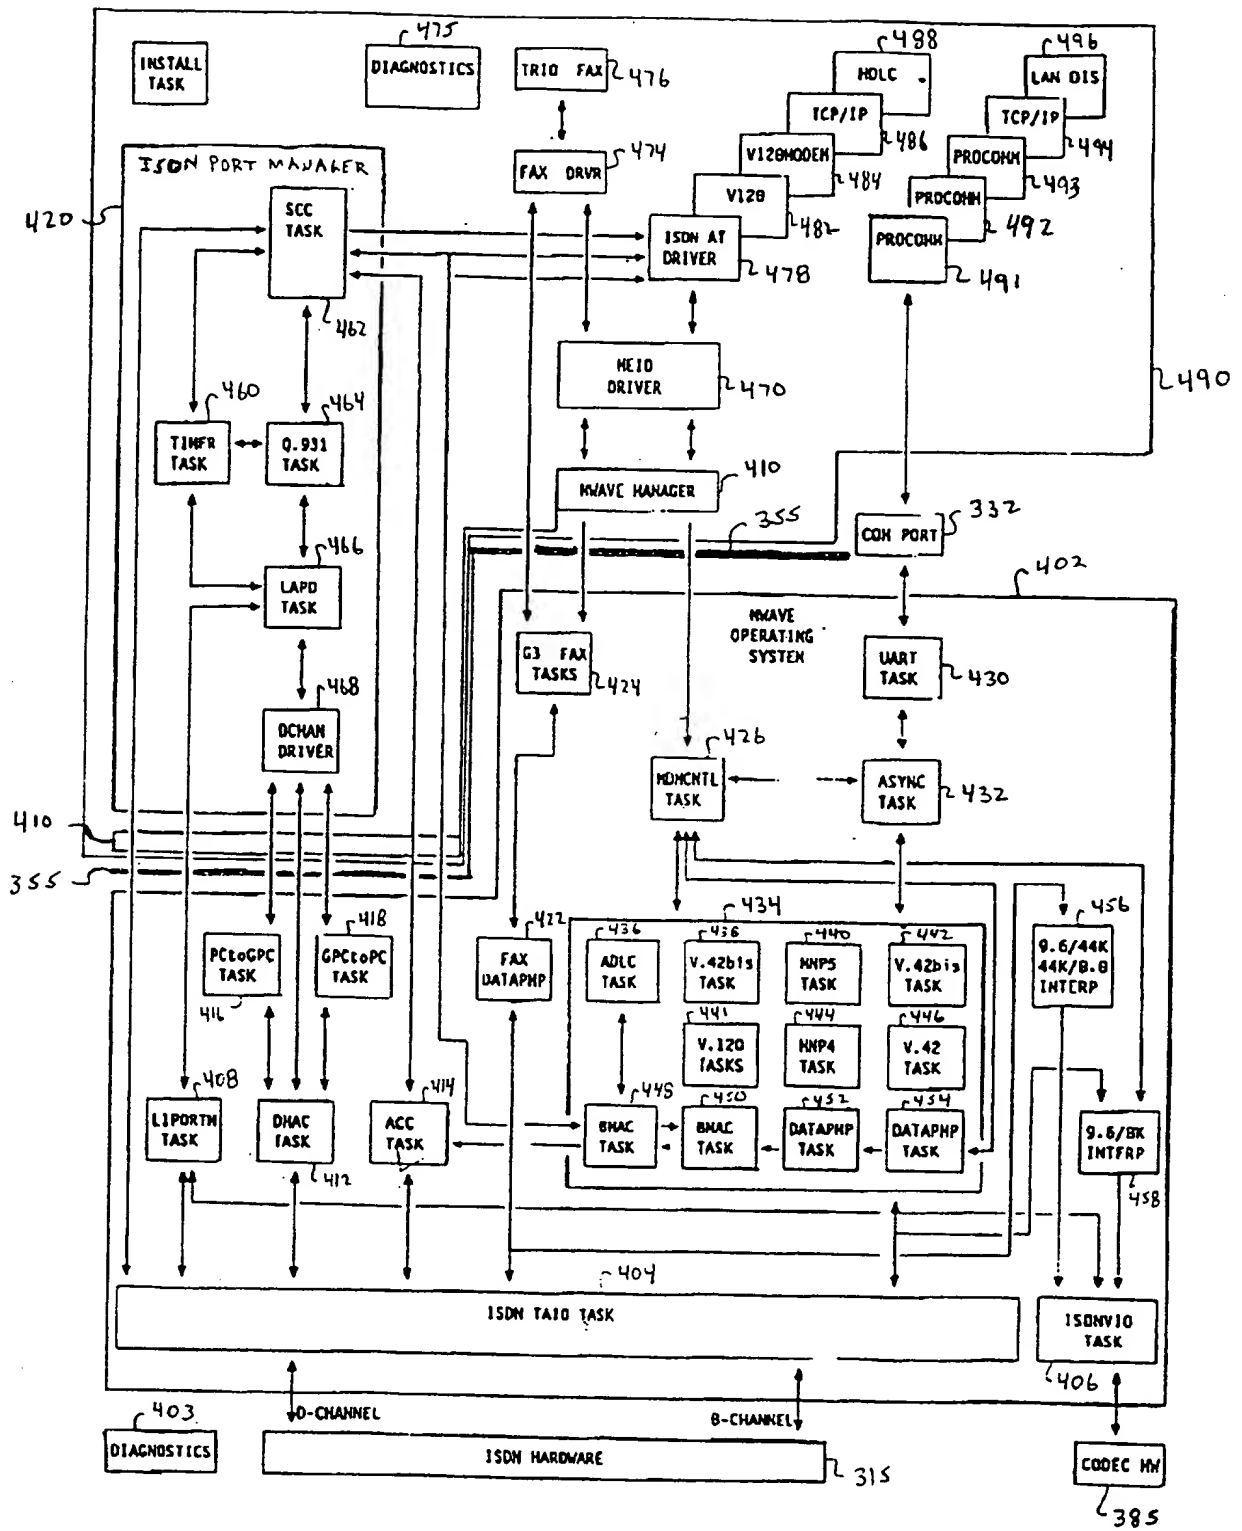 INSTALL
TASK
475
DIAGNOSTICS
TRIO FAX
476
488
HDLC
496
LAN DIS
TCP/IP
486
TCP/IP
494
V120MODEM
484
PROCOMM
493
FAX DRVR
474
V120
482
PROCOMM
492
ISDN PORT MANAGER
420
SCC
TASK
462
ISDN AT
DRIVER
478
PROCOMM
491
MEIO
DRIVER
470
490
460
TIMER
TASK
464
Q.931
TASK
MWAVE MANAGER
410
355
COM PORT
332
466
LAPD
TASK
402
MWAVE
OPERATING
SYSTEM
G3 FAX
TASKS
424
UART
TASK
430
468
DCHAN
DRIVER
426
MDMCNTL
TASK
ASYNC
TASK
432
410
355
434
PCtoGPC
TASK
416
418
GPCtoPC
TASK
422
FAX
DATAPMP
436
ADLC
TASK
438
V.42bis
TASK
440
MNP5
TASK
442
V.42bis
TASK
456
9.6/44K
44K/8.0
INTERP
441
V.120
TASKS
444
MNP4
TASK
446
V.42
TASK
408
L1PORTM
TASK
DMAC
TASK
412
414
ACC
TASK
448
BMAC
TASK
450
BMAC
TASK
452
DATAPMP
TASK
454
DATAPMP
TASK
9.6/8K
INTERP
458
404
ISDN TAIO TASK
ISDNVIO
TASK
406
D-CHANNEL
B-CHANNEL
403
DIAGNOSTICS
ISDN HARDWARE
315
CODEC HW
385